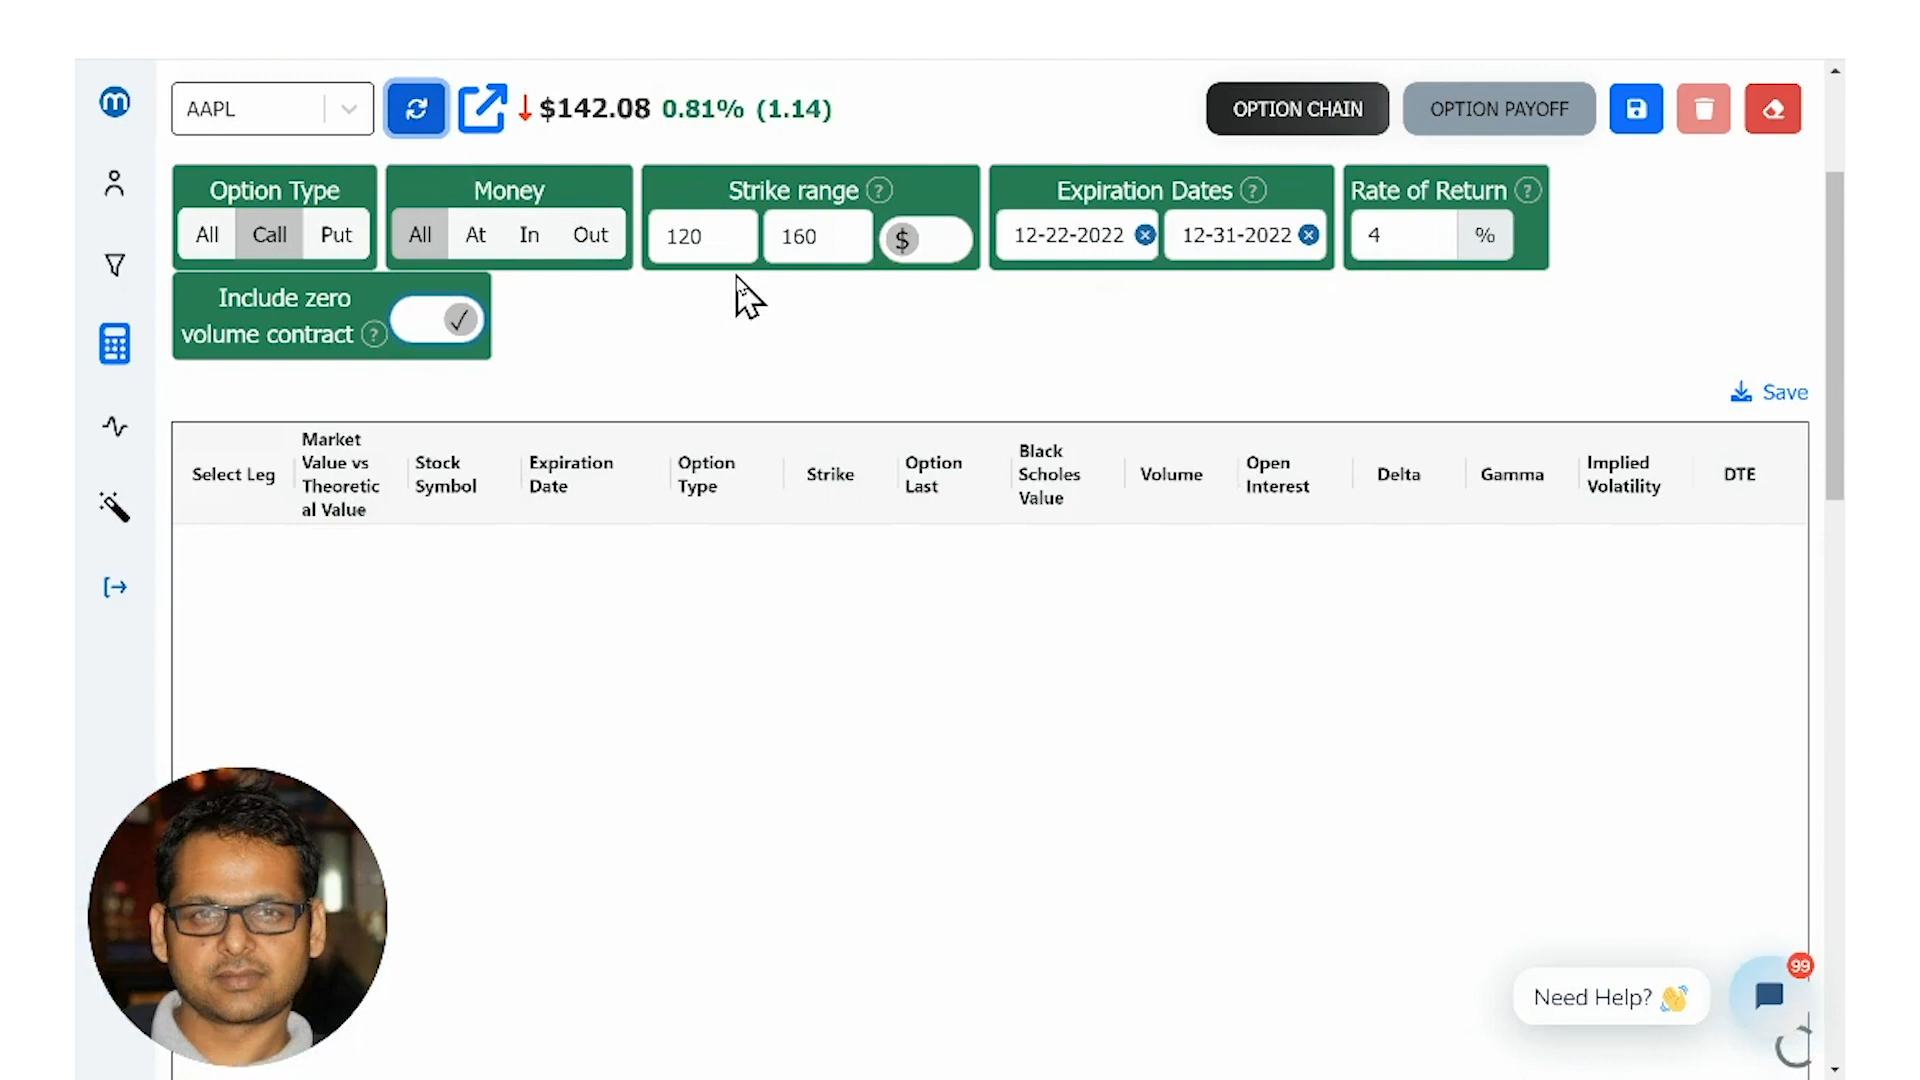 m
AAPL
$142.08 0.81% (1.14)
OPTION CHAIN
OPTION PAYOFF
Option Type
All Call Put
Money
All At In Out
Strike range ?
120 160 $
Expiration Dates ?
12-22-2022 12-31-2022
Rate of Return ?
4 %
Include zero
volume contract ?
Save
Select Leg
Market
Value vs
Theoretic
al Value
Stock
Symbol
Expiration
Date
Option
Type
Strike
Option
Last
Black
Scholes
Value
Volume
Open
Interest
Delta
Gamma
Implied
Volatility
DTE
Need Help? 👋
99